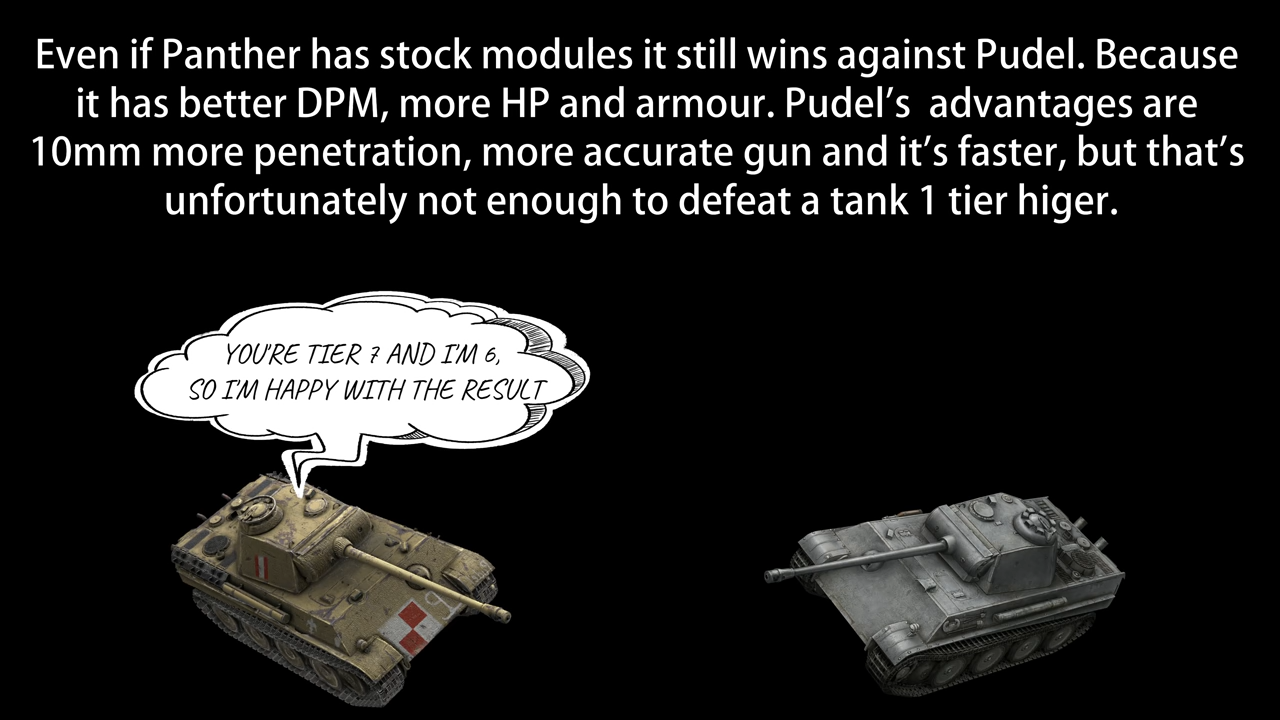 Even if Panther has stock modules it still wins against Pudel. Because
it has better DPM, more HP and armour. Pudel’s  advantages are
10mm more penetration, more accurate gun and it’s faster, but that’s
unfortunately not enough to defeat a tank 1 tier higer.
YOU'RE TIER 7 AND I'M 6,
SO I'M HAPPY WITH THE RESULT